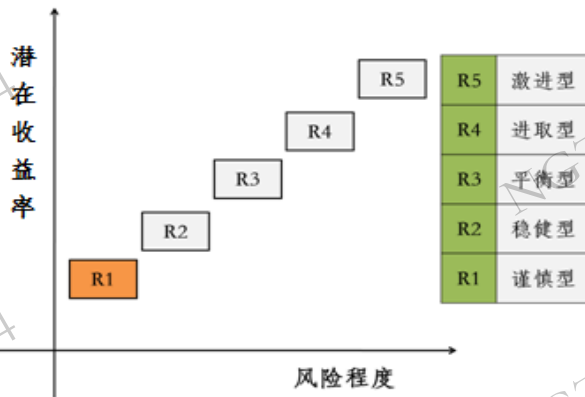 潜在收益率
R5
R4
R3
R2
R1
风险程度
R5 激进型
R4 进取型
R3 平衡型
R2 稳健型
R1 谨慎型